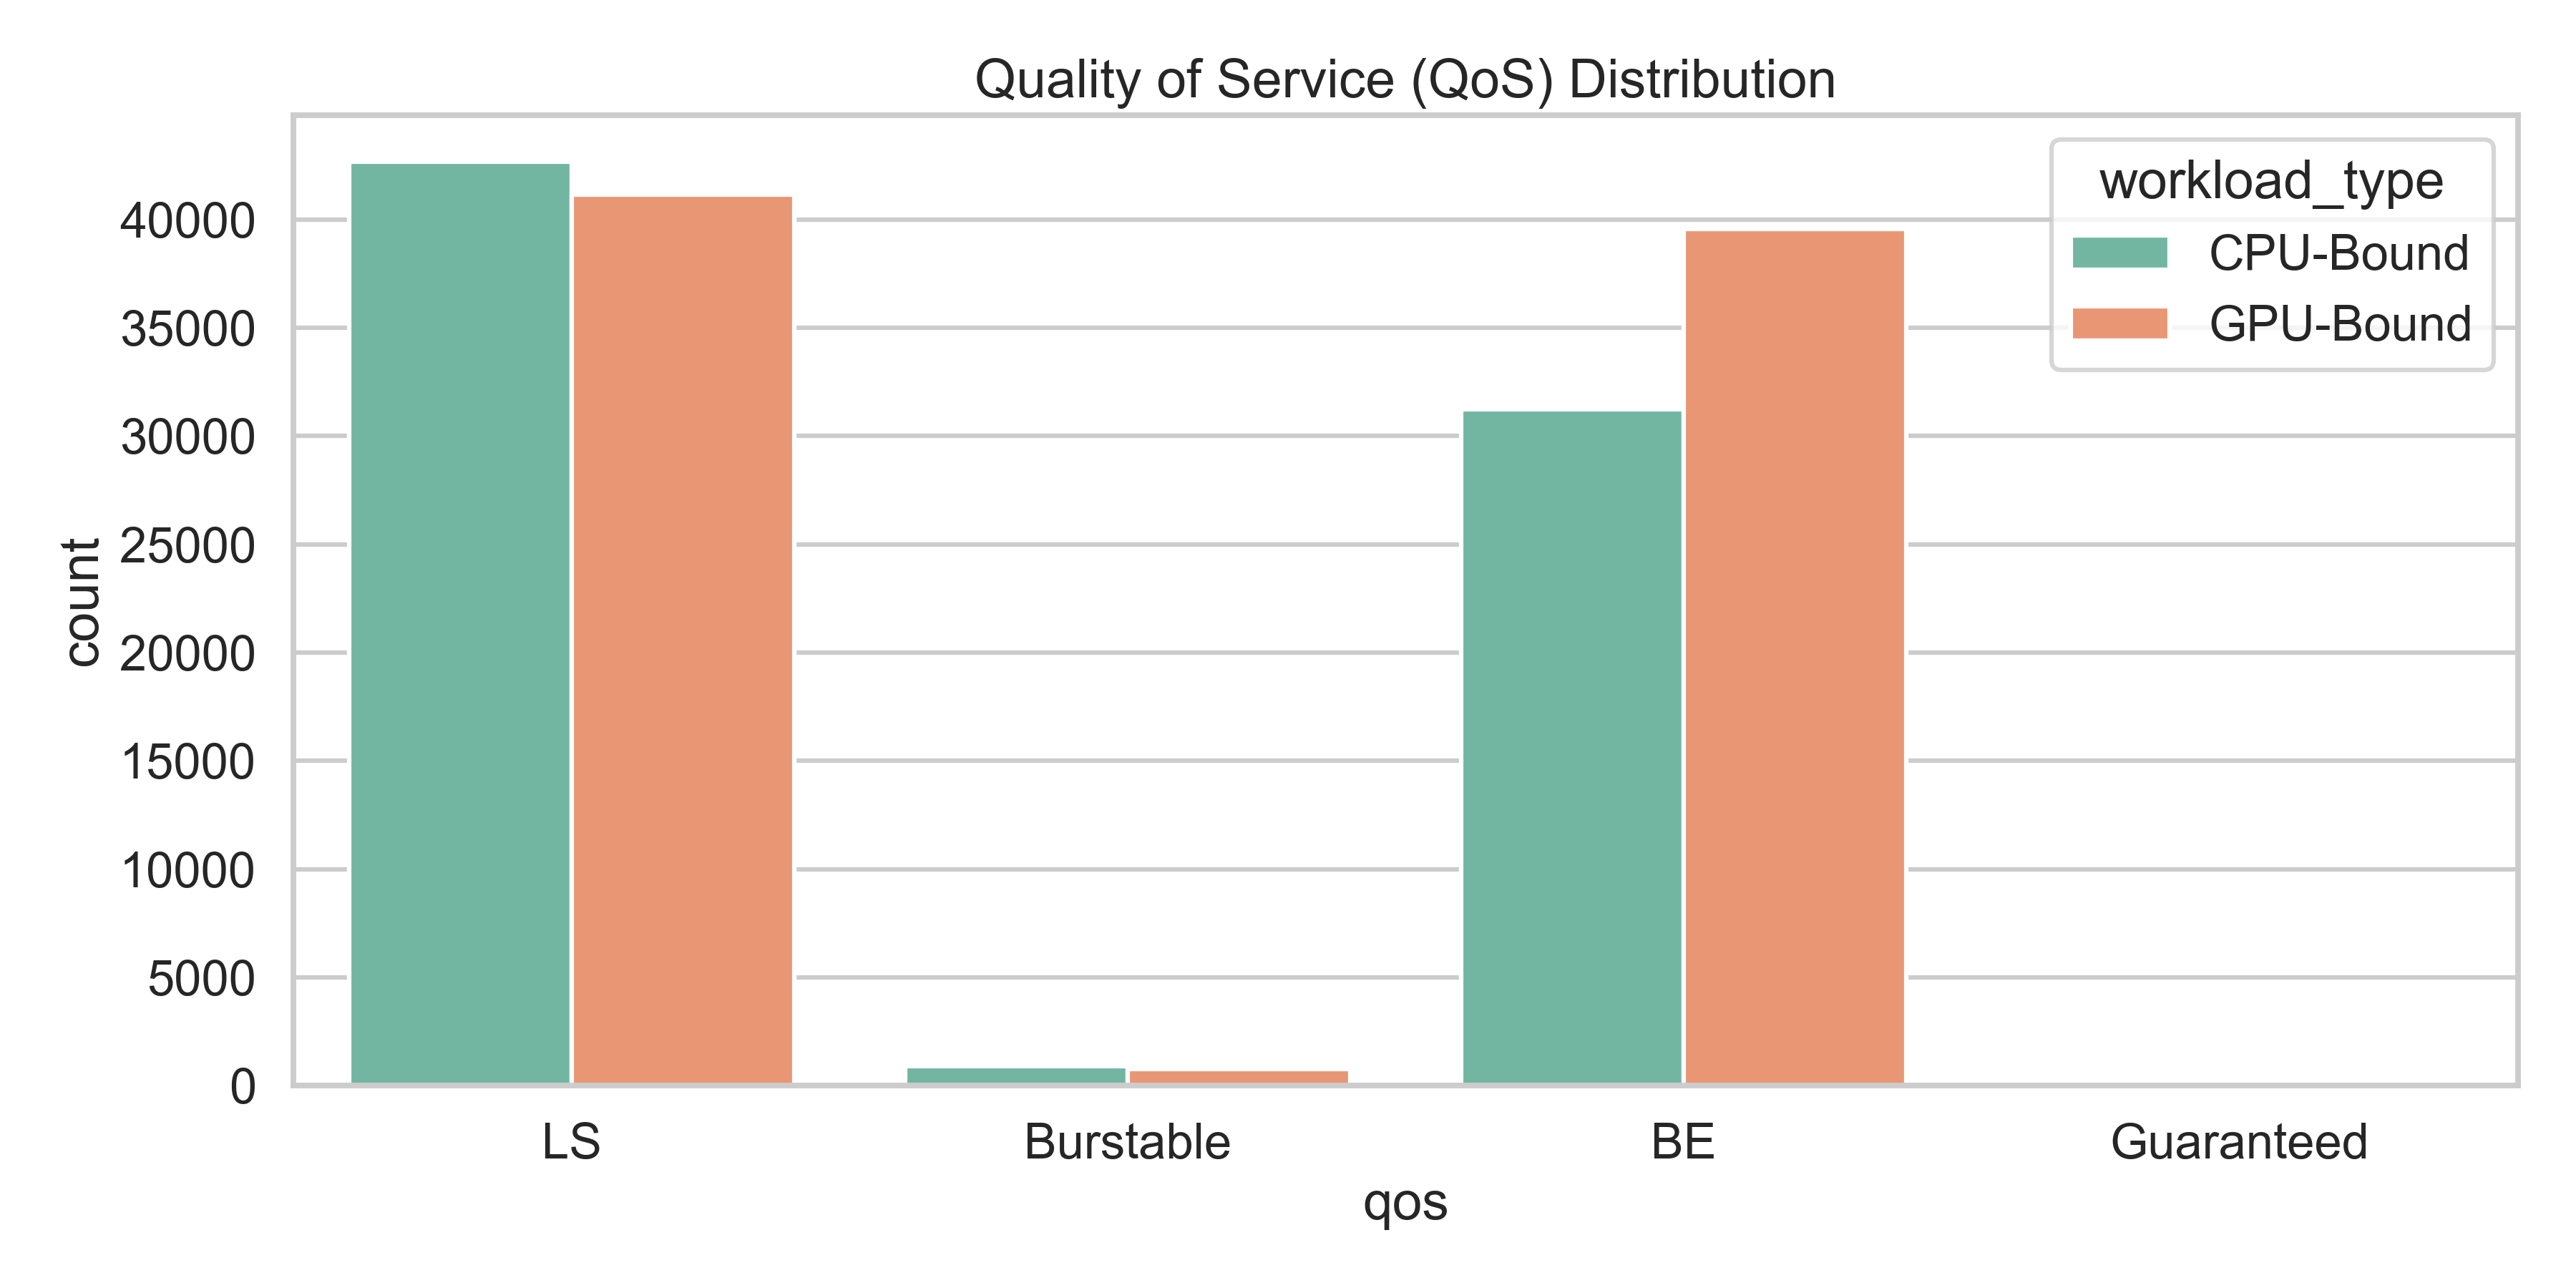 Quality of Service (QoS) Distribution
workload_type
CPU-Bound
GPU-Bound
count
40000
35000
30000
25000
20000
15000
10000
5000
0
LS
Burstable
BE
Guaranteed
qos